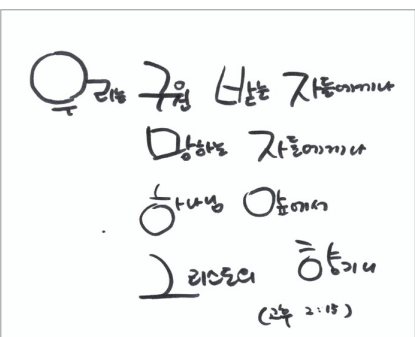 우리는 구원 받는 자들에게나
망하는 자들에게나
하나님 앞에서
그리스도의 향기니
(고후 2:15)